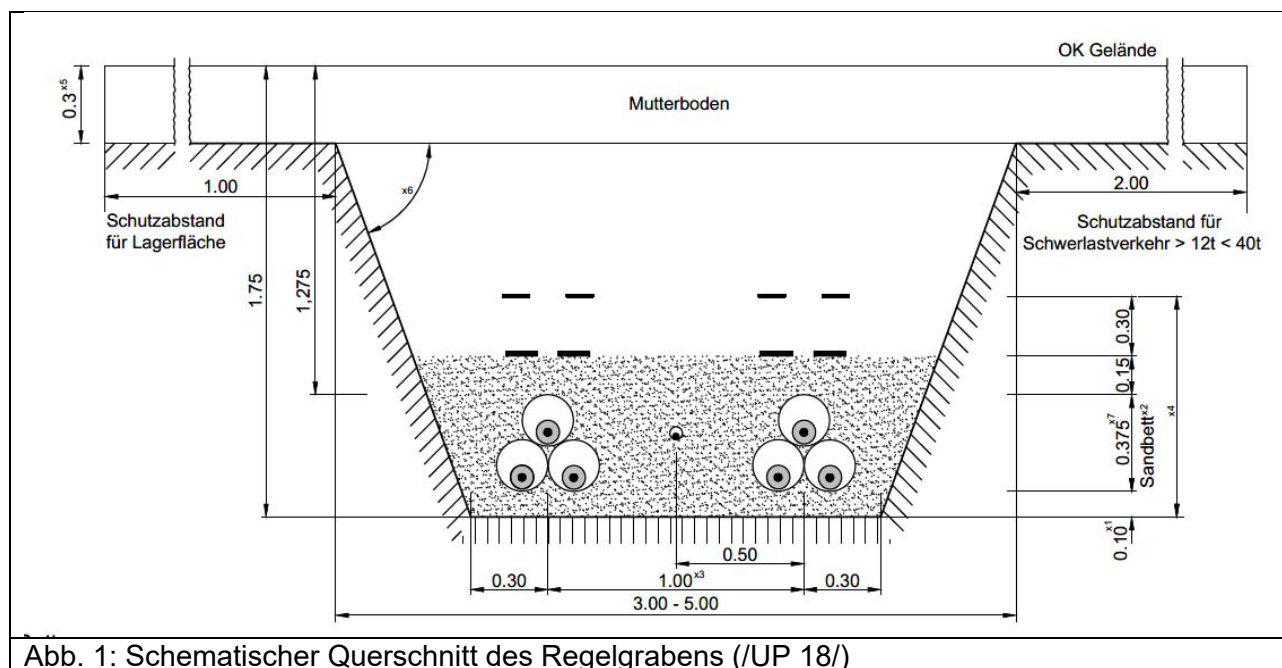 OK Gelände
0.3x5
Mutterboden
x6
1.00
2.00
Schutzabstand
für Lagerfläche
Schutzabstand für
Schwerlastverkehr > 12t < 40t
1.75
1,275
0.30
0.15
0.375x7
0.10x1
Sandbettx2
x4
0.50
0.30
1.00x3
0.30
3.00 - 5.00
Abb. 1: Schematischer Querschnitt des Regelgrabens (/UP 18/)